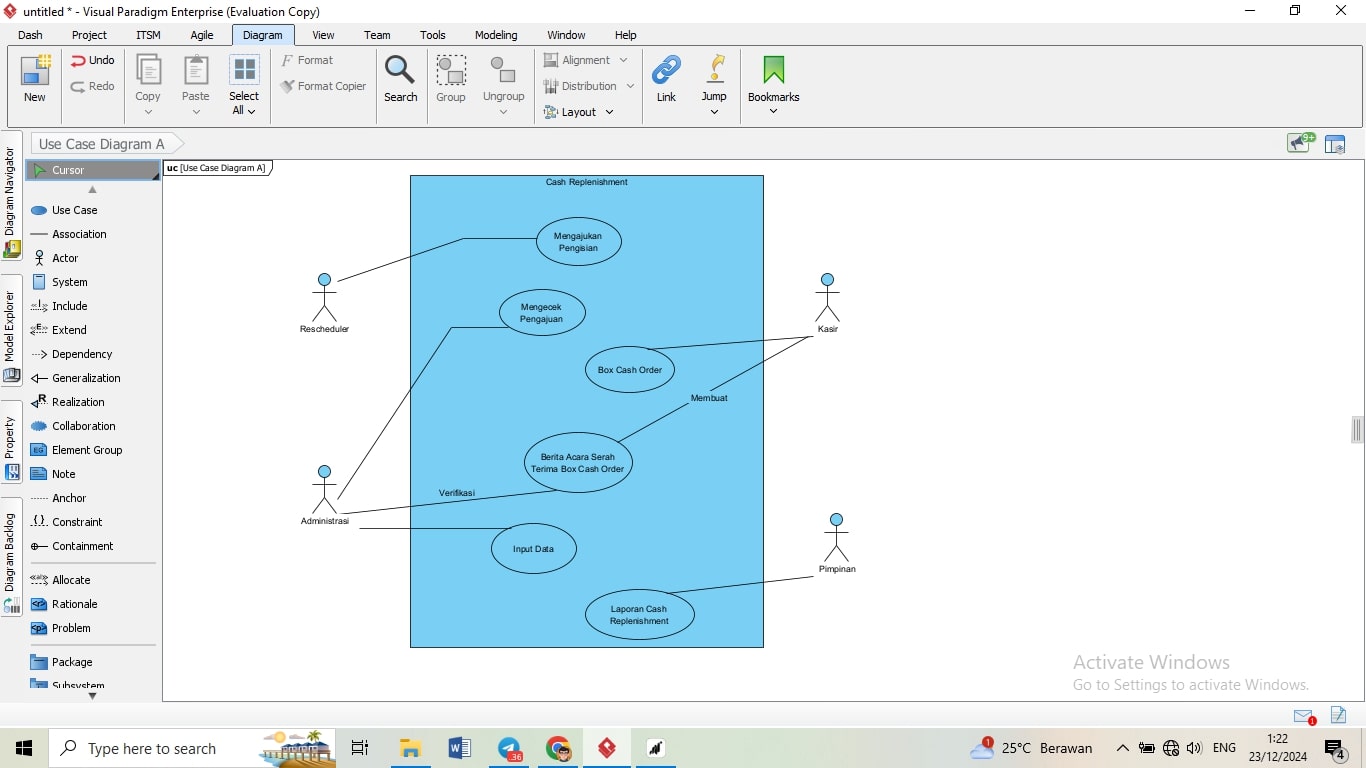 untitled * - Visual Paradigm Enterprise (Evaluation Copy)
Dash Project ITSM Agile Diagram View Team Tools Modeling Window Help
New
Undo
Redo
Copy
Paste
Select
All
Format
Format Copier
Search
Group
Ungroup
Alignment
Distribution
Layout
Link
Jump
Bookmarks
Diagram Navigator
Model Explorer
Property
Diagram Backlog
Use Case Diagram A
9+
Cursor
Use Case
Association
Actor
System
Include
Extend
Dependency
Generalization
Realization
Collaboration
Element Group
Note
Anchor
Constraint
Containment
Allocate
Rationale
Problem
Package
Subsystem
uc [Use Case Diagram A]
Cash Replenishment
Mengajukan
Pengisian
Rescheduler
Mengecek
Pengajuan
Kasir
Box Cash Order
Membuat
Berita Acara Serah
Terima Box Cash Order
Verifikasi
Administrasi
Input Data
Pimpinan
Laporan Cash
Replenishment
Activate Windows
Go to Settings to activate Windows.
1
Type here to search
36
1
25°C Berawan
ENG
1:22
23/12/2024
4